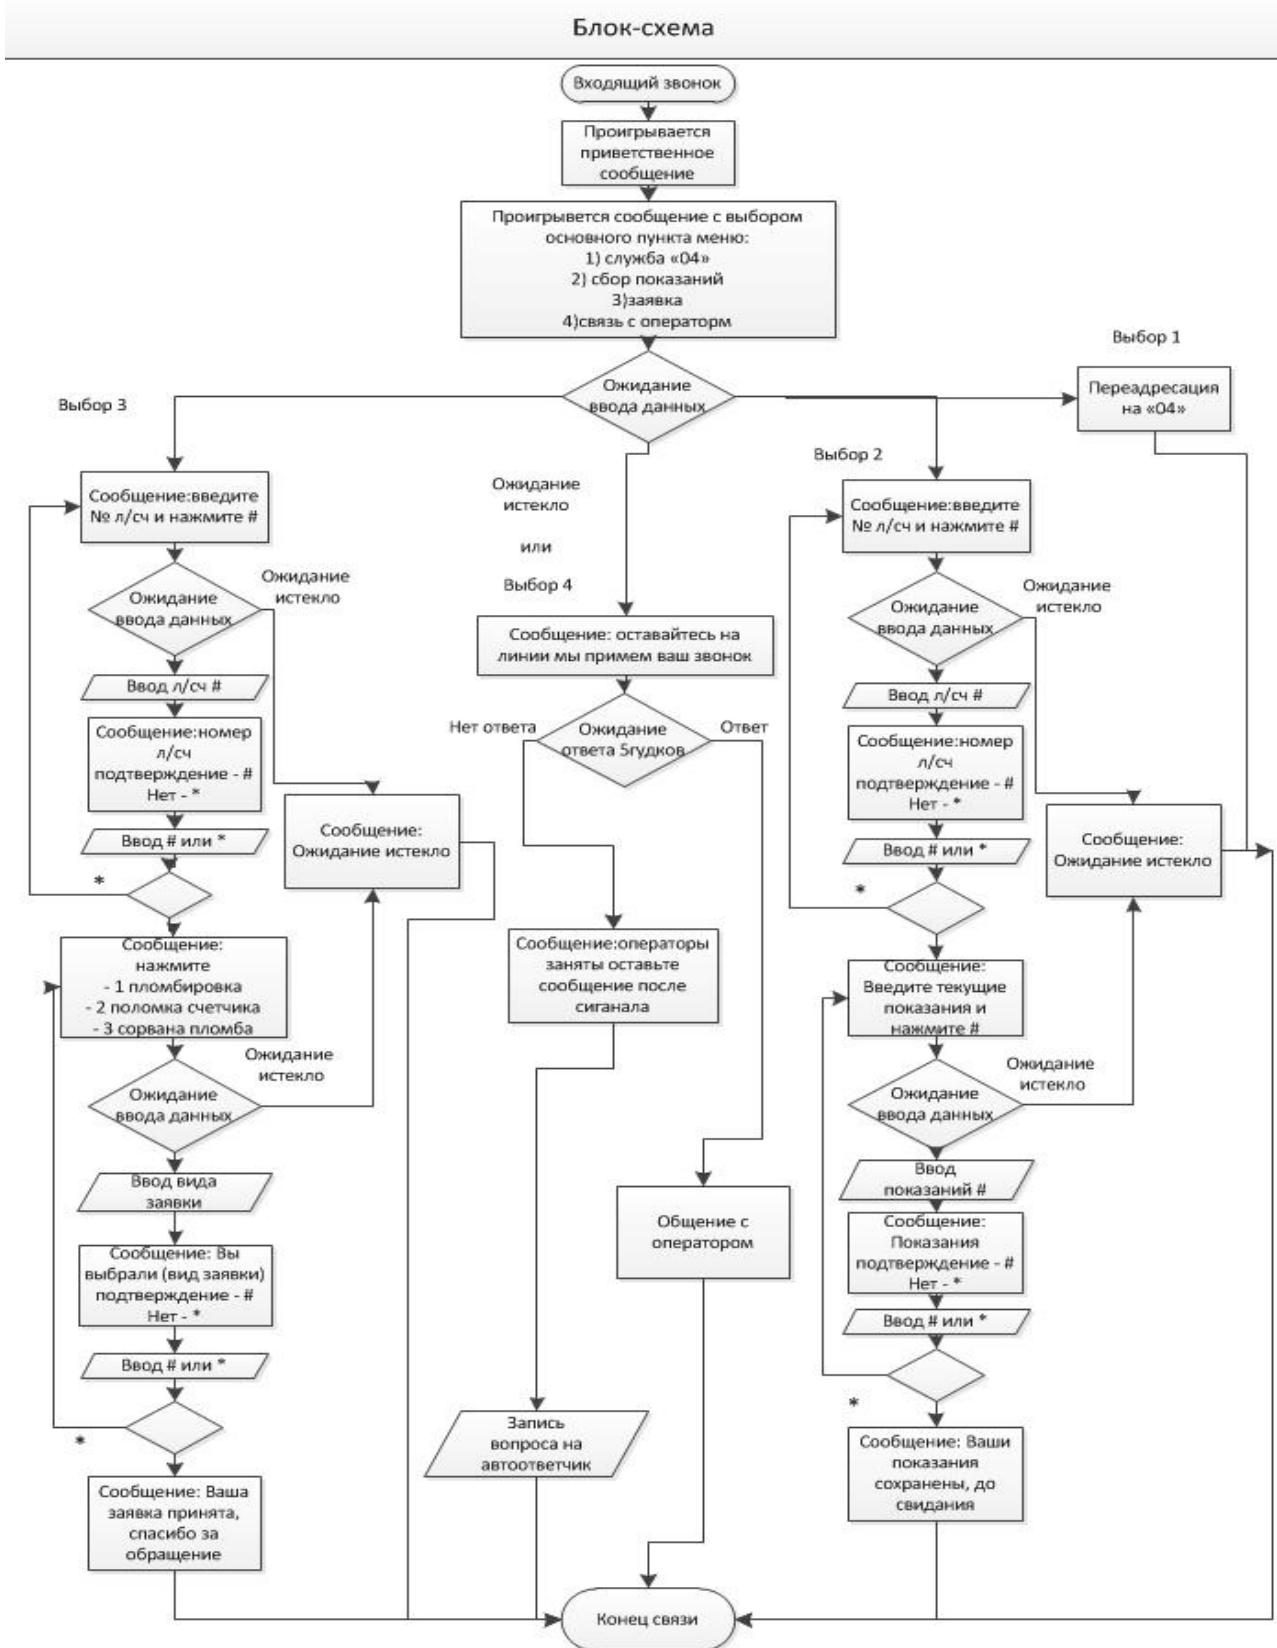 Блок-схема
Входящий звонок
Проигрывается
приветственное
сообщение
Проигрывется сообщение с выбором
основного пункта меню:
1) служба «04»
2) сбор показаний
3)заявка
4)связь с операторм
Ожидание
ввода данных
Выбор 1
Переадресация
на «04»
Выбор 3
Сообщение:введите
№ л/сч и нажмите #
Ожидание
ввода данных
Ожидание
истекло
Ввод л/сч #
Сообщение:номер
л/сч
подтверждение - #
Нет - *
Ввод # или *
*
Сообщение:
Ожидание истекло
Сообщение:
нажмите
- 1 пломбировка
- 2 поломка счетчика
- 3 сорвана пломба
Ожидание
истекло
Ожидание
ввода данных
Ввод вида
заявки
Сообщение: Вы
выбрали (вид заявки)
подтверждение - #
Нет - *
Ввод # или *
*
Сообщение: Ваша
заявка принята,
спасибо за
обращение
Ожидание
истекло
или
Выбор 4
Сообщение: оставайтесь на
линии мы примем ваш звонок
Нет ответа
Ожидание
ответа 5гудков
Ответ
Сообщение:операторы
заняты оставьте
сообщение после
сиганала
Общение с
оператором
Запись
вопроса на
автоответчик
Выбор 2
Сообщение:введите
№ л/сч и нажмите #
Ожидание
ввода данных
Ожидание
истекло
Ввод л/сч #
Сообщение:номер
л/сч
подтверждение - #
Нет - *
Ввод # или *
*
Сообщение:
Ожидание истекло
Сообщение:
Введите текущие
показания и
нажмите #
Ожидание
истекло
Ожидание
ввода данных
Ввод
показаний #
Сообщение:
Показания
подтверждение - #
Нет - *
Ввод # или *
*
Сообщение: Ваши
показания
сохранены, до
свидания
Конец связи